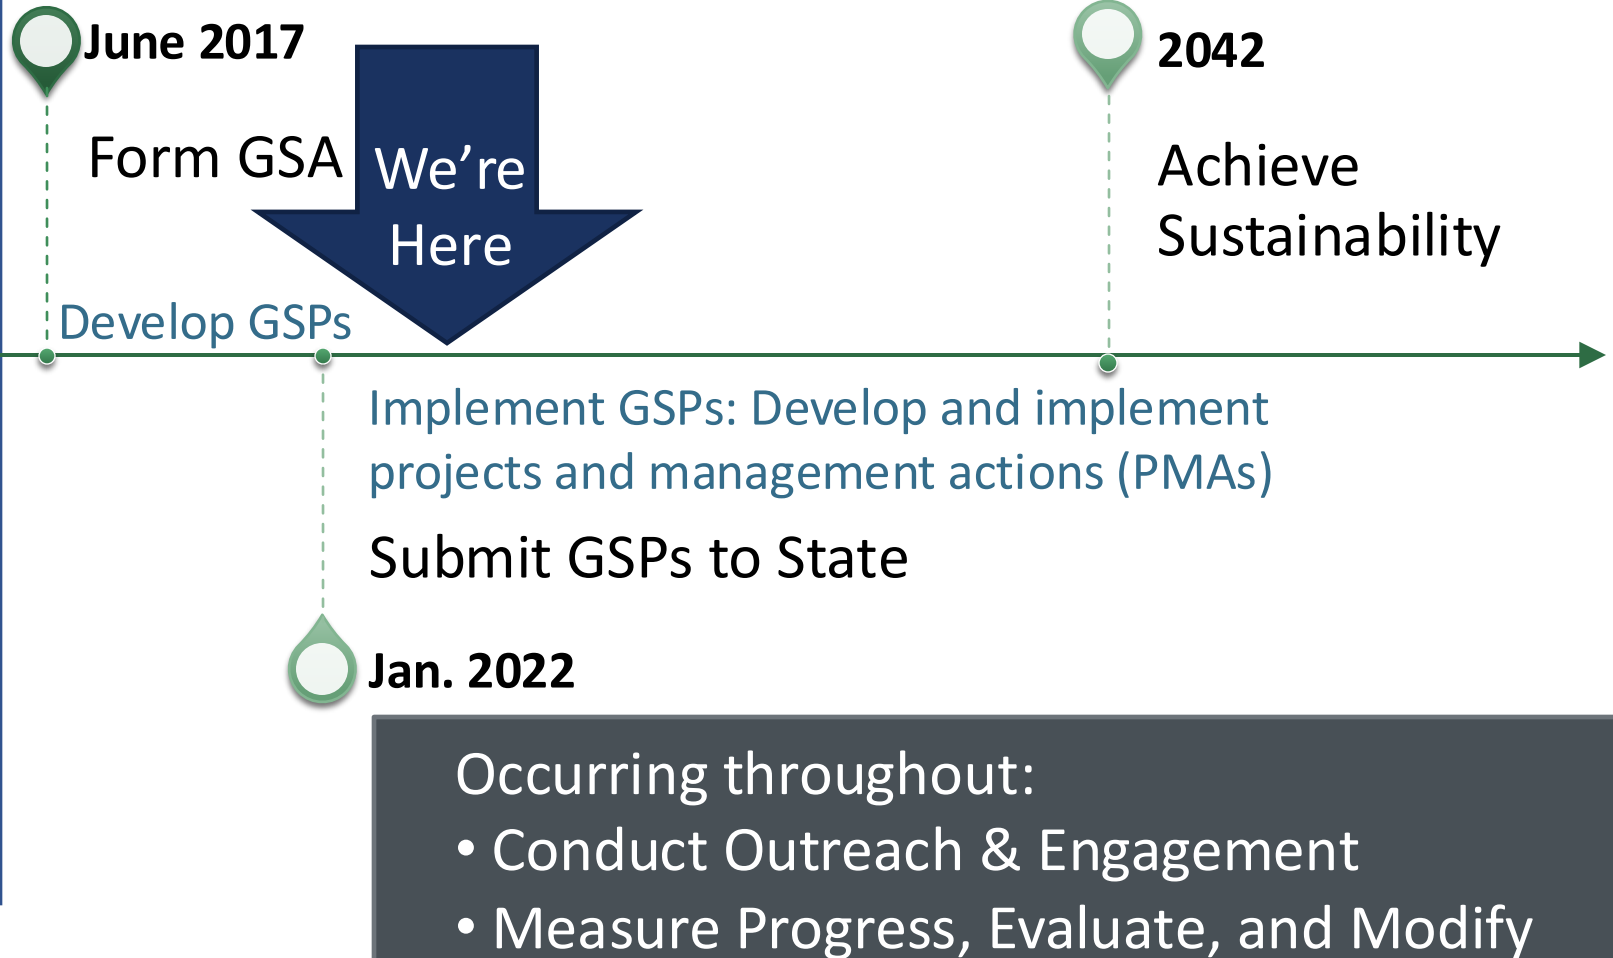 June 2017
Form GSA
We’re
Here
2042
Achieve
Sustainability
Develop GSPs
Implement GSPs: Develop and implement
projects and management actions (PMAs)
Submit GSPs to State
Jan. 2022
Occurring throughout:
• Conduct Outreach & Engagement
• Measure Progress, Evaluate, and Modify